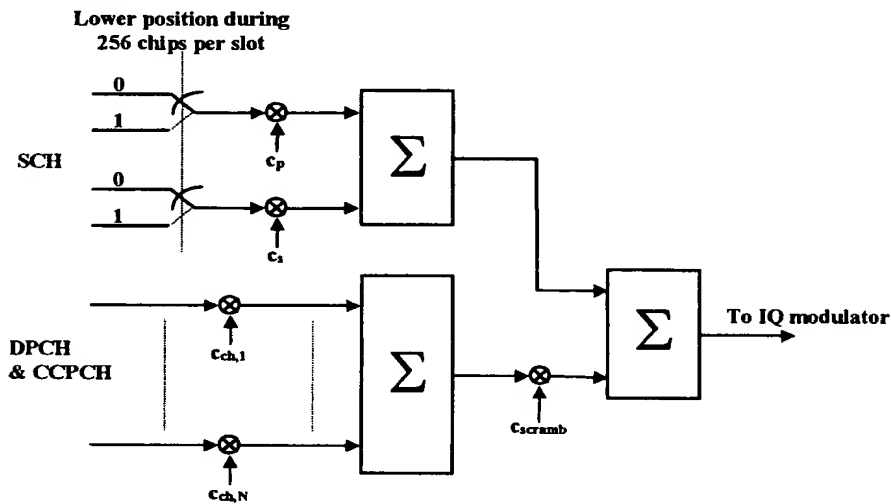 Lower position during
256 chips per slot
0
1
c_p
SCH
0
1
c_s
Σ
c_ch,1
DPCH
& CCPCH
c_ch,N
Σ
c_scramb
Σ
To IQ modulator